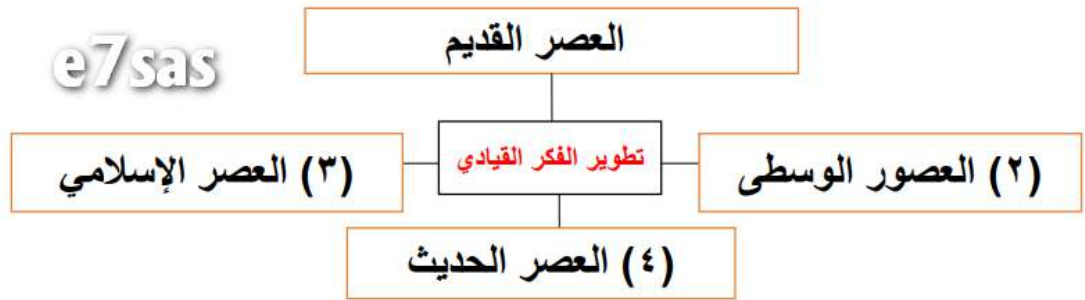 العصر القديم
e7sas
تطوير الفكر القيادي
(٢) العصور الوسطى
(٣) العصر الإسلامي
(٤) العصر الحديث